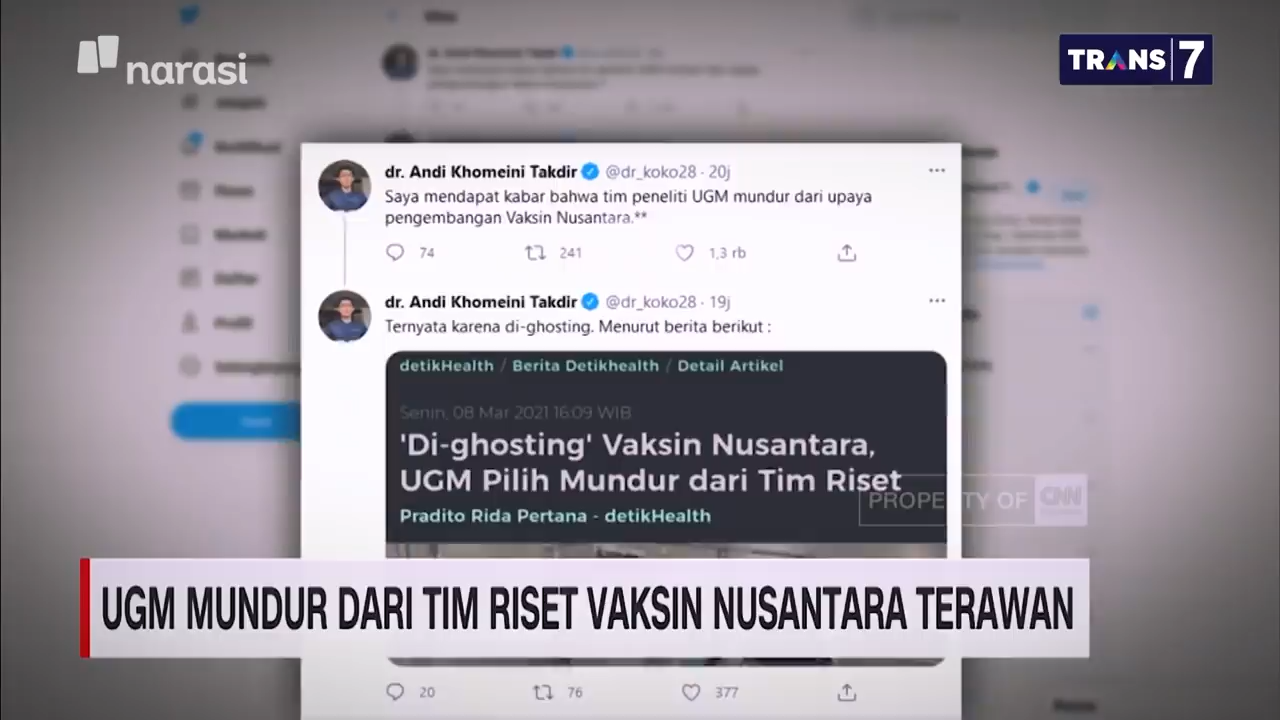 narasi
TRANS 7
dr. Andi Khomeini Takdir @dr_koko28 · 20j
Saya mendapat kabar bahwa tim peneliti UGM mundur dari upaya
pengembangan Vaksin Nusantara.**
74 241 1,3 rb
dr. Andi Khomeini Takdir @dr_koko28 · 19j
Ternyata karena di-ghosting. Menurut berita berikut :
detikHealth / Berita Detikhealth / Detail Artikel
Senin, 08 Mar 2021 16:09 WIB
'Di-ghosting' Vaksin Nusantara,
UGM Pilih Mundur dari Tim Riset
PROPERTY OF CNN
Pradito Rida Pertana - detikHealth
UGM MUNDUR DARI TIM RISET VAKSIN NUSANTARA TERAWAN
20 76 377